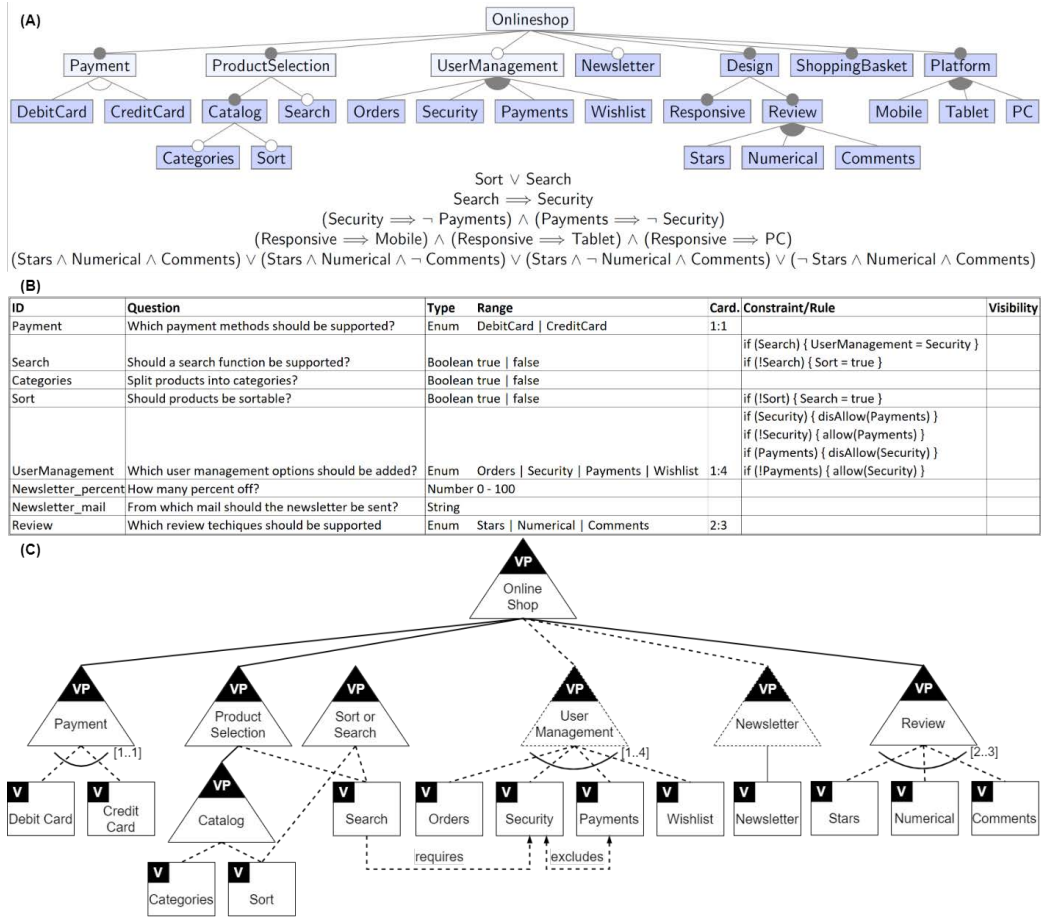 (A)
Onlineshop
Payment ProductSelection UserManagement Newsletter Design ShoppingBasket Platform
DebitCard CreditCard Catalog Search Orders Security Payments Wishlist Responsive Review Mobile Tablet PC
Categories Sort Stars Numerical Comments
Sort ∨ Search
Search ⟹ Security
(Security ⟹ ¬ Payments) ∧ (Payments ⟹ ¬ Security)
(Responsive ⟹ Mobile) ∧ (Responsive ⟹ Tablet) ∧ (Responsive ⟹ PC)
(Stars ∧ Numerical ∧ Comments) ∨ (Stars ∧ Numerical ∧ ¬ Comments) ∨ (Stars ∧ ¬ Numerical ∧ Comments) ∨ (¬ Stars ∧ Numerical ∧ Comments)
(B)
ID Question Type Range Card. Constraint/Rule Visibility
Payment Which payment methods should be supported? Enum DebitCard | CreditCard 1:1
if (Search) { UserManagement = Security }
Search Should a search function be supported? Boolean true | false if (!Search) { Sort = true }
Categories Split products into categories? Boolean true | false
Sort Should products be sortable? Boolean true | false if (!Sort) { Search = true }
if (Security) { disAllow(Payments) }
if (!Security) { allow(Payments) }
if (Payments) { disAllow(Security) }
UserManagement Which user management options should be added? Enum Orders | Security | Payments | Wishlist 1:4 if (!Payments) { allow(Security) }
Newsletter_percent How many percent off? Number 0 - 100
Newsletter_mail From which mail should the newsletter be sent? String
Review Which review techiques should be supported Enum Stars | Numerical | Comments 2:3
(C)
VP
Online
Shop
VP VP VP VP VP VP
Payment Product Selection Sort or Search User Management Newsletter Review
[1..1] [1..4] [2..3]
VP
Catalog
V V V V V V V V V V V
Debit Card Credit Card Search Orders Security Payments Wishlist Newsletter Stars Numerical Comments
requires excludes
V V
Categories Sort